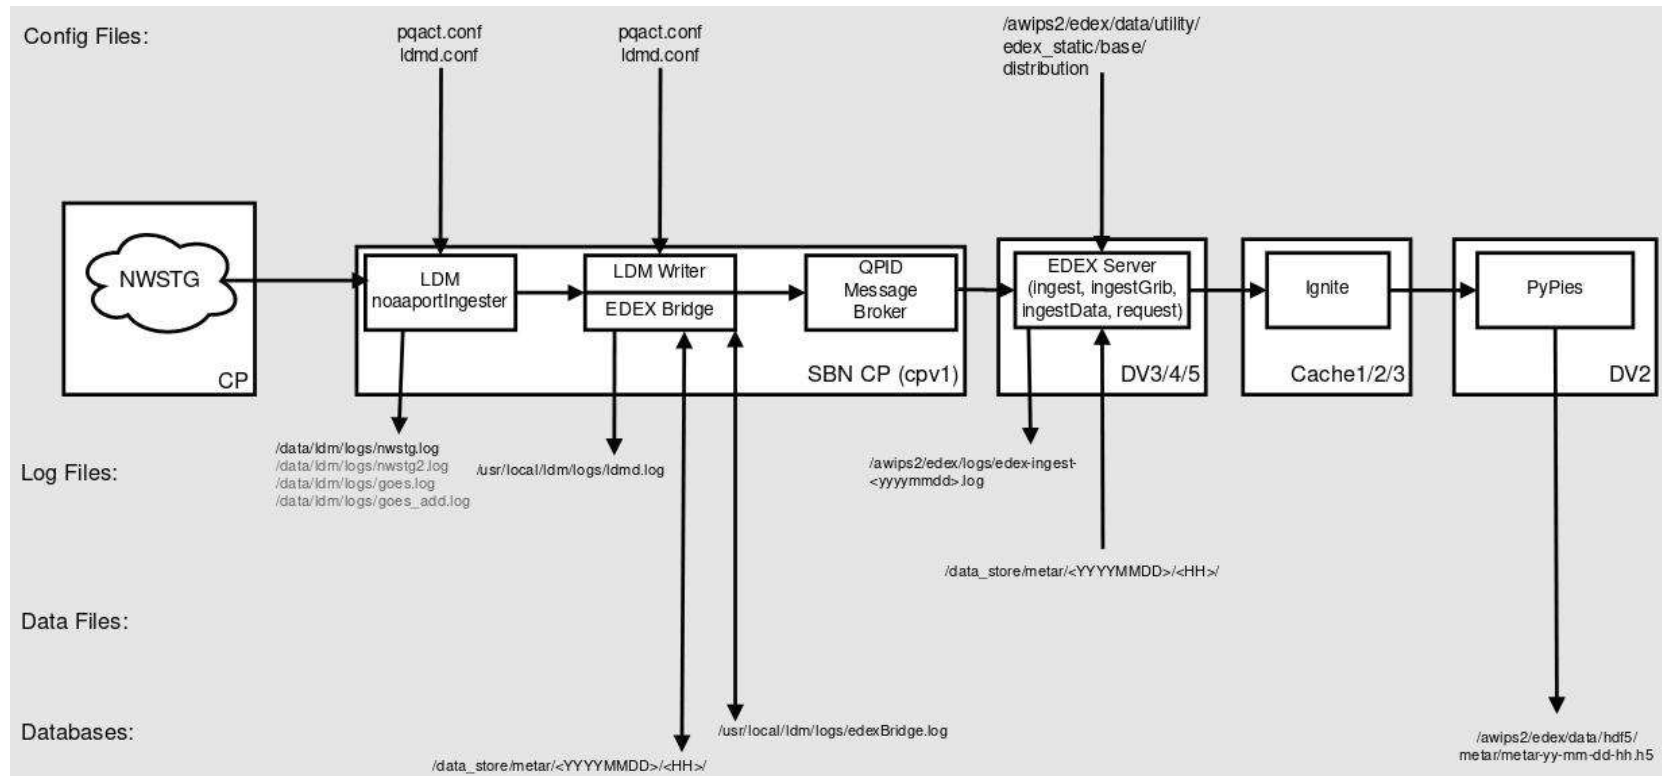 Config Files:
pqact.conf
ldmd.conf
pqact.conf
ldmd.conf
/awips2/edex/data/utility/
edex_static/base/
distribution
NWSTG
CP
LDM
noaaportIngester
LDM Writer
EDEX Bridge
QPID
Message
Broker
SBN CP (cpv1)
EDEX Server
(ingest, ingestGrib,
ingestData, request)
DV3/4/5
Ignite
Cache1/2/3
PyPies
DV2
Log Files:
/data/ldm/logs/nwstg.log
/data/ldm/logs/nwstg2.log
/data/ldm/logs/goes.log
/data/ldm/logs/goes_add.log
/usr/local/ldm/logs/ldmd.log
/awips2/edex/logs/edex-ingest-
<yyyymmdd>.log
/data_store/metar/<YYYYMMDD>/<HH>/
Data Files:
Databases:
/usr/local/ldm/logs/edexBridge.log
/data_store/metar/<YYYYMMDD>/<HH>/
/awips2/edex/data/hdf5/
metar/metar-yy-mm-dd-hh.h5